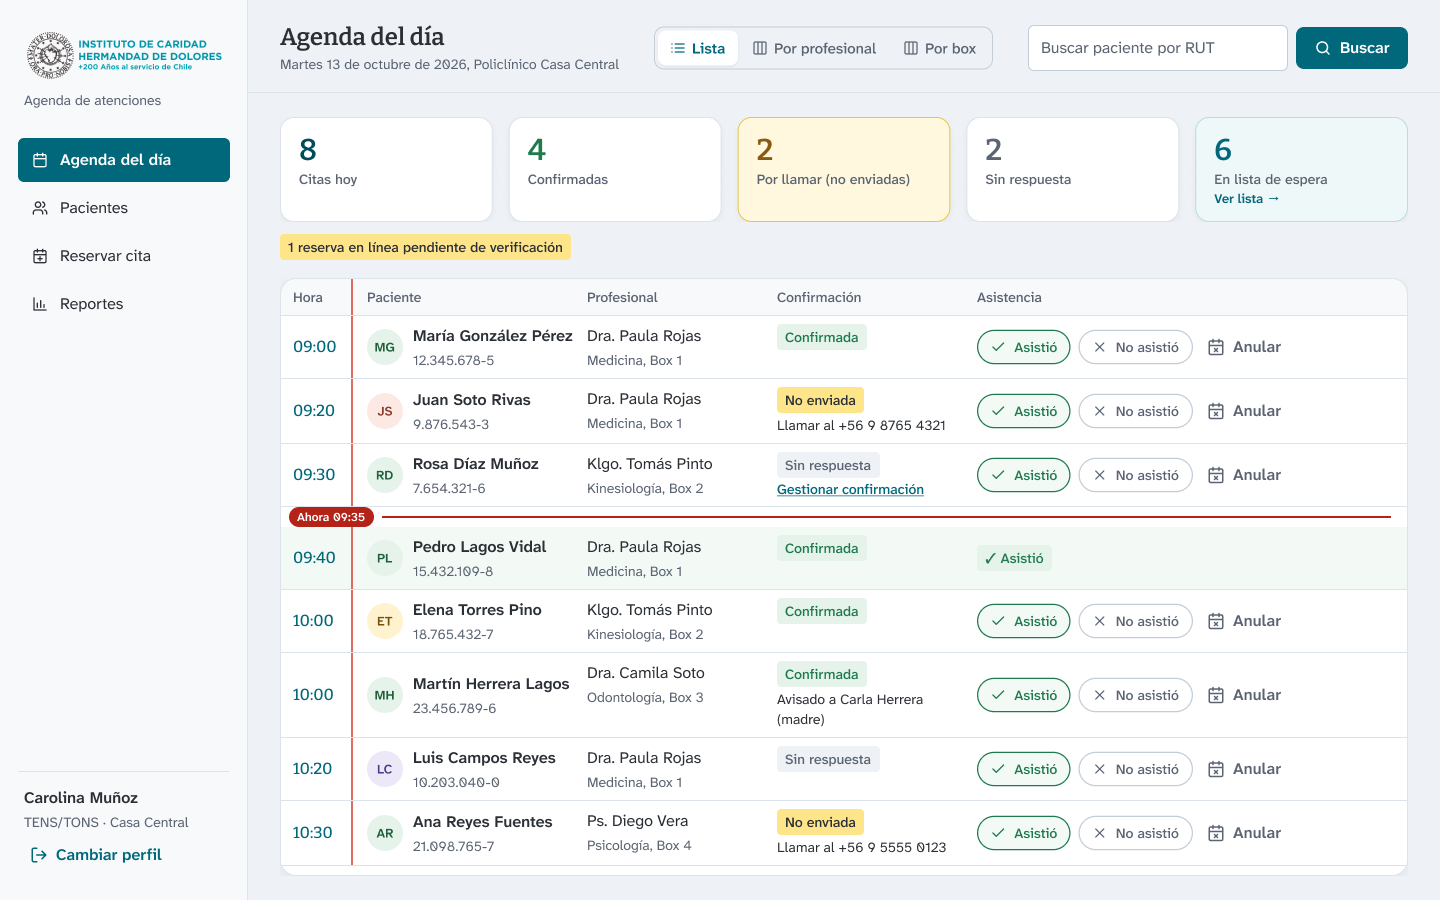 INSTITUTO DE CARIDAD
HERMANDAD DE DOLORES
+200 Años al servicio de Chile
Agenda de atenciones
Agenda del día
Pacientes
Reservar cita
Reportes
Carolina Muñoz
TENS/TONS · Casa Central
Cambiar perfil
Agenda del día
Martes 13 de octubre de 2026, Policlínico Casa Central
Lista
Por profesional
Por box
Buscar paciente por RUT
Buscar
8
Citas hoy
4
Confirmadas
2
Por llamar (no enviadas)
2
Sin respuesta
6
En lista de espera
Ver lista →
1 reserva en línea pendiente de verificación
Hora Paciente Profesional Confirmación Asistencia
09:00 MG María González Pérez Dra. Paula Rojas Confirmada Asistió No asistió Anular
12.345.678-5 Medicina, Box 1
09:20 JS Juan Soto Rivas Dra. Paula Rojas No enviada Asistió No asistió Anular
9.876.543-3 Medicina, Box 1 Llamar al +56 9 8765 4321
09:30 RD Rosa Díaz Muñoz Klgo. Tomás Pinto Sin respuesta Asistió No asistió Anular
7.654.321-6 Kinesiología, Box 2 Gestionar confirmación
Ahora 09:35
09:40 PL Pedro Lagos Vidal Dra. Paula Rojas Confirmada ✓ Asistió
15.432.109-8 Medicina, Box 1
10:00 ET Elena Torres Pino Klgo. Tomás Pinto Confirmada Asistió No asistió Anular
18.765.432-7 Kinesiología, Box 2
10:00 MH Martín Herrera Lagos Dra. Camila Soto Confirmada Asistió No asistió Anular
23.456.789-6 Odontología, Box 3 Avisado a Carla Herrera
(madre)
10:20 LC Luis Campos Reyes Dra. Paula Rojas Sin respuesta Asistió No asistió Anular
10.203.040-0 Medicina, Box 1
10:30 AR Ana Reyes Fuentes Ps. Diego Vera No enviada Asistió No asistió Anular
21.098.765-7 Psicología, Box 4 Llamar al +56 9 5555 0123